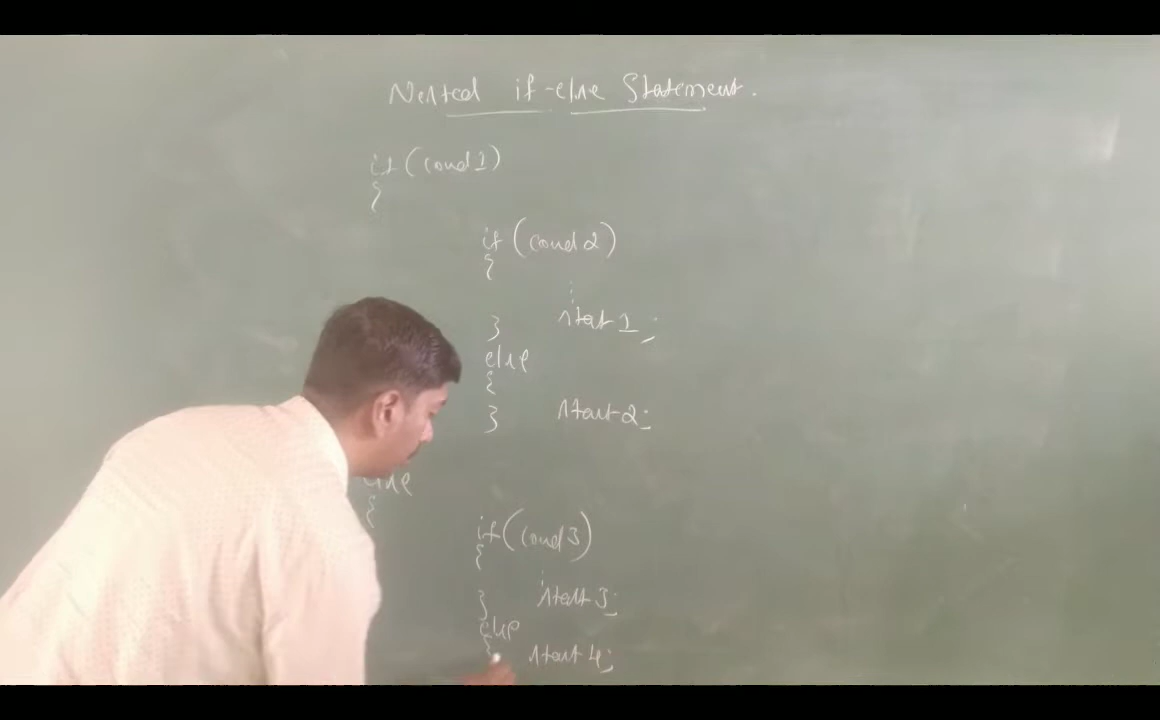 Nested if-else Statement.
if (cond 1)
{
if (cond 2)
{
:
stat 1;
}
else
{
stat 2;
}
else
{
if (cond 3)
{
:
stat 3;
}
else
{
stat 4;